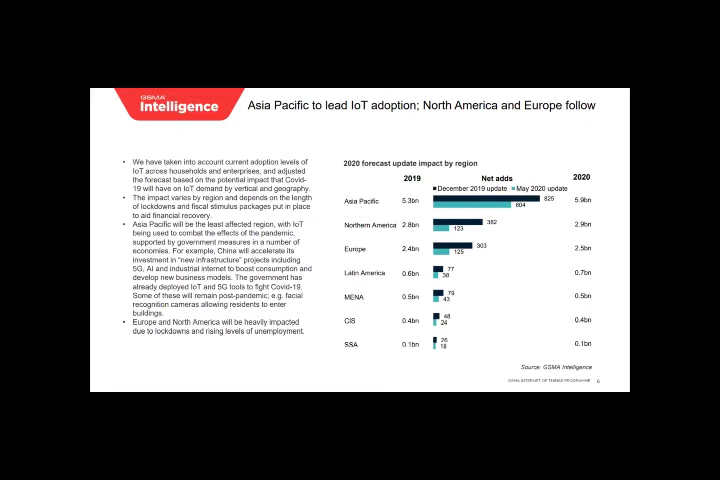 GSMA
Intelligence
Asia Pacific to lead IoT adoption; North America and Europe follow
• We have taken into account current adoption levels of
IoT across households and enterprises, and adjusted
the forecast based on the potential impact that Covid-
19 will have on IoT demand by vertical and geography.
• The impact varies by region and depends on the length
of lockdowns and fiscal stimulus packages put in place
to aid financial recovery.
• Asia Pacific will be the least affected region, with IoT
being used to combat the effects of the pandemic,
supported by government measures in a number of
economies. For example, China will accelerate its
investment in “new infrastructure” projects including
5G, AI and industrial internet to boost consumption and
develop new business models. The government has
already deployed IoT and 5G tools to fight Covid-19.
Some of these will remain post-pandemic; e.g. facial
recognition cameras allowing residents to enter
buildings.
• Europe and North America will be heavily impacted
due to lockdowns and rising levels of unemployment.
2020 forecast update impact by region
2019 Net adds 2020
December 2019 update May 2020 update
Asia Pacific 5.3bn 825 604 5.9bn
Northern America 2.8bn 382 123 2.9bn
Europe 2.4bn 303 125 2.5bn
Latin America 0.6bn 77 38 0.7bn
MENA 0.5bn 79 43 0.5bn
CIS 0.4bn 48 24 0.4bn
SSA 0.1bn 26 18 0.1bn
Source: GSMA Intelligence
GSMA INTERNET OF THINGS PROGRAMME 6